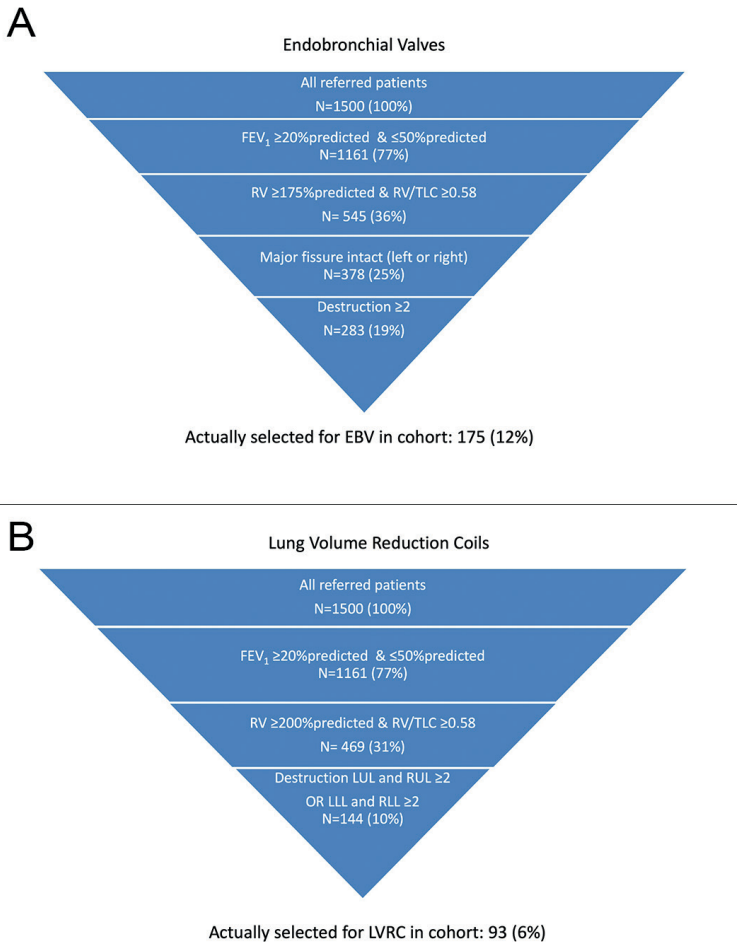 A
Endobronchial Valves
All referred patients
N=1500 (100%)
FEV₁ ≥20%predicted & ≤50%predicted
N=1161 (77%)
RV ≥175%predicted & RV/TLC ≥0.58
N= 545 (36%)
Major fissure intact (left or right)
N=378 (25%)
Destruction ≥2
N=283 (19%)
Actually selected for EBV in cohort: 175 (12%)
B
Lung Volume Reduction Coils
All referred patients
N=1500 (100%)
FEV₁ ≥20%predicted & ≤50%predicted
N=1161 (77%)
RV ≥200%predicted & RV/TLC ≥0.58
N= 469 (31%)
Destruction LUL and RUL ≥2
OR LLL and RLL ≥2
N=144 (10%)
Actually selected for LVRC in cohort: 93 (6%)